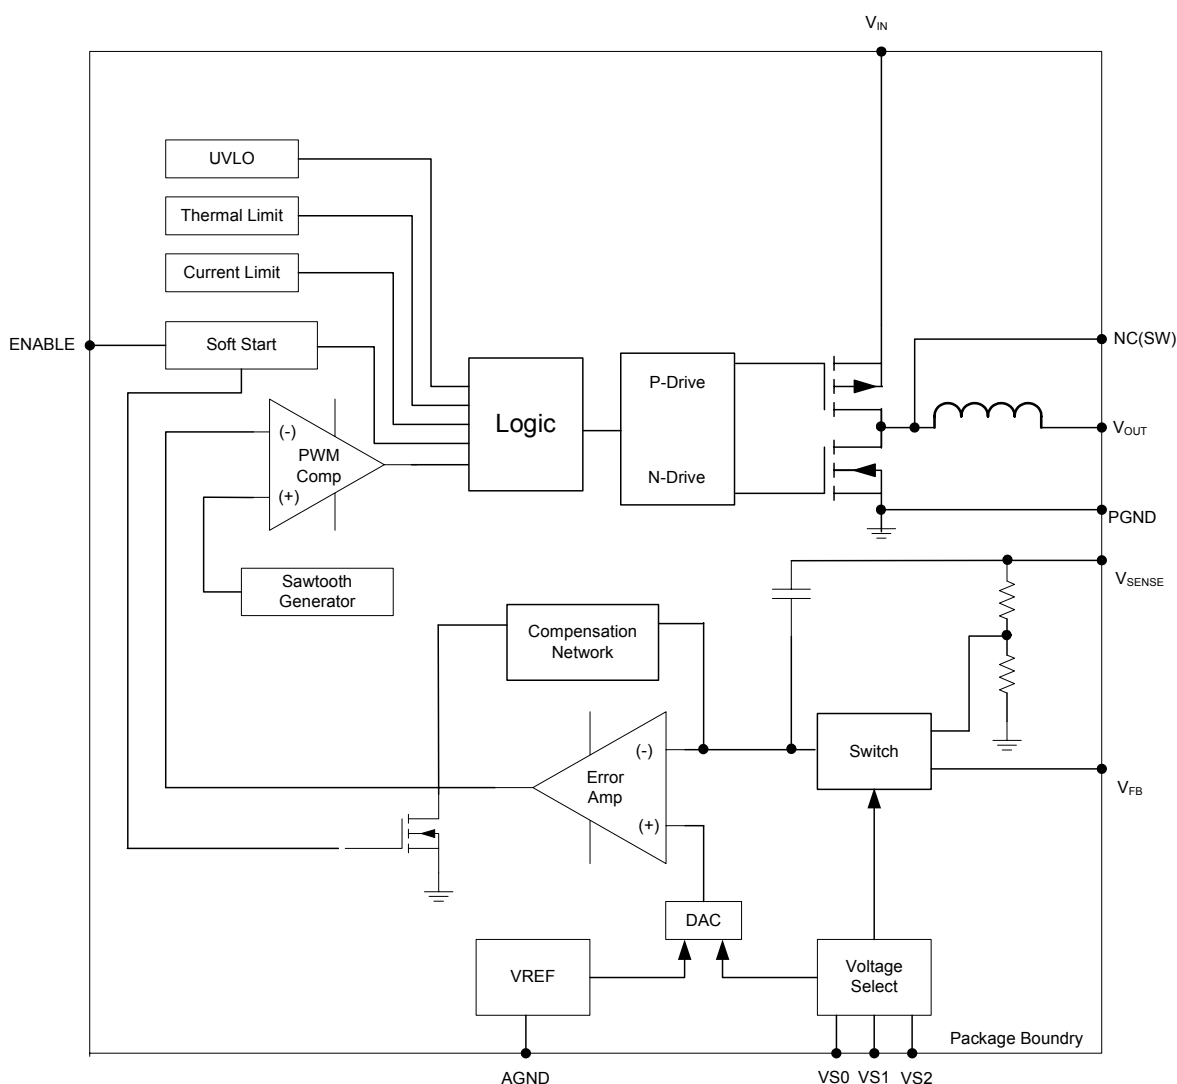 VIN
UVLO
Thermal Limit
Current Limit
ENABLE
Soft Start
NC(SW)
P-Drive
Logic
(-)
PWM
Comp
(+)
N-Drive
VOUT
PGND
Sawtooth
Generator
VSENSE
Compensation
Network
(-)
Error
Amp
(+)
Switch
VFB
DAC
VREF
Voltage
Select
Package Boundry
AGND
VS0
VS1
VS2